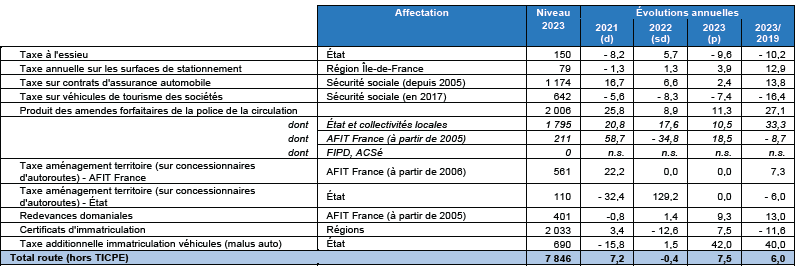 Affectation Niveau 2023 Évolutions annuelles
2021 (d) 2022 (sd) 2023 (p) 2023/ 2019
Taxe à l'essieu État 150 - 8,2 5,7 - 9,6 - 10,2
Taxe annuelle sur les surfaces de stationnement Région Île-de-France 79 - 1,3 1,3 3,9 12,9
Taxe sur contrats d'assurance automobile Sécurité sociale (depuis 2005) 1 174 16,7 6,6 2,4 13,8
Taxe sur véhicules de tourisme des sociétés Sécurité sociale (en 2017) 642 - 5,6 - 8,3 - 7,4 - 16,4
Produit des amendes forfaitaires de la police de la circulation 2 006 25,8 8,9 11,3 27,1
dont État et collectivités locales 1 795 20,8 17,6 10,5 33,3
dont AFIT France (à partir de 2005) 211 58,7 - 34,8 18,5 - 8,7
dont FIPD, ACSé 0 n.s. n.s. n.s. n.s.
Taxe aménagement territoire (sur concessionnaires
d'autoroutes) - AFIT France AFIT France (à partir de 2006) 561 22,2 0,0 0,0 7,3
Taxe aménagement territoire (sur concessionnaires
d'autoroutes) - État État 110 - 32,4 129,2 0,0 - 6,0
Redevances domaniales AFIT France (à partir de 2005) 401 -0,8 1,4 9,3 13,0
Certificats d'immatriculation Régions 2 033 3,4 - 12,6 7,5 - 11,6
Taxe additionnelle immatriculation véhicules (malus auto) État 690 - 15,8 1,5 42,0 40,0
Total route (hors TICPE) 7 846 7,2 -0,4 7,5 6,0